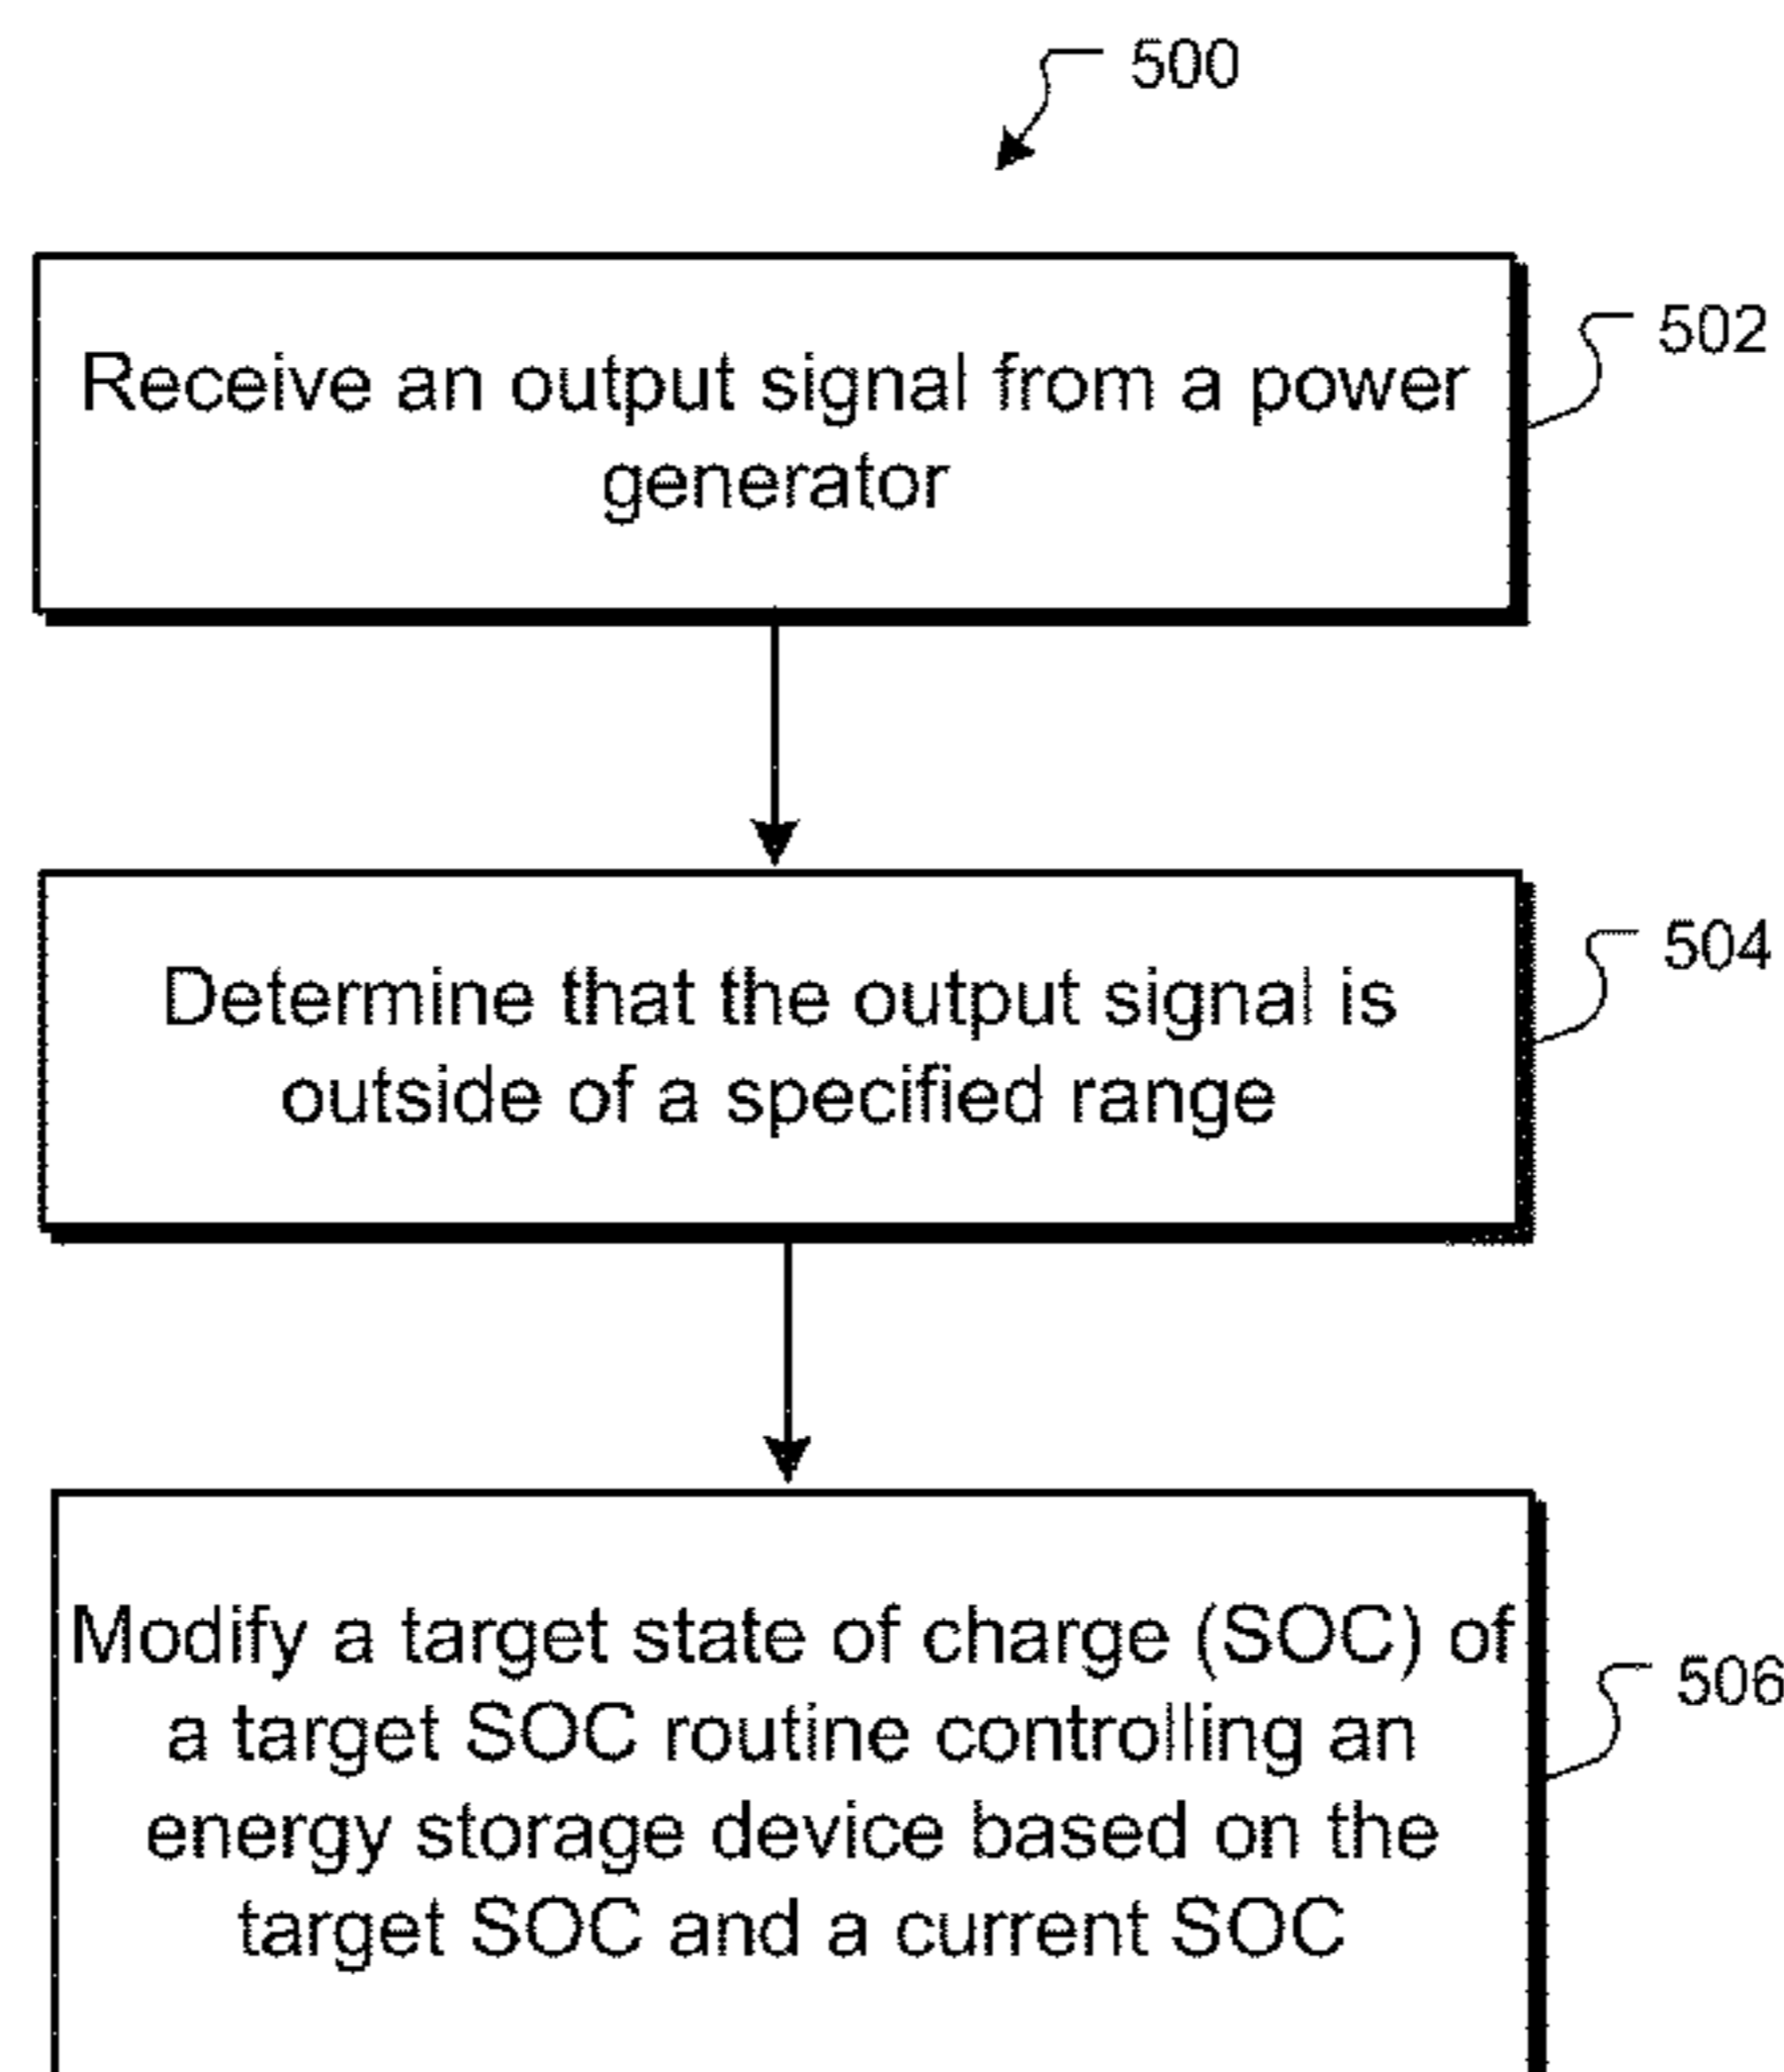 500
Receive an output signal from a power
generator
502
Determine that the output signal is
outside of a specified range
504
Modify a target state of charge (SOC) of
a target SOC routine controlling an
energy storage device based on the
target SOC and a current SOC
506